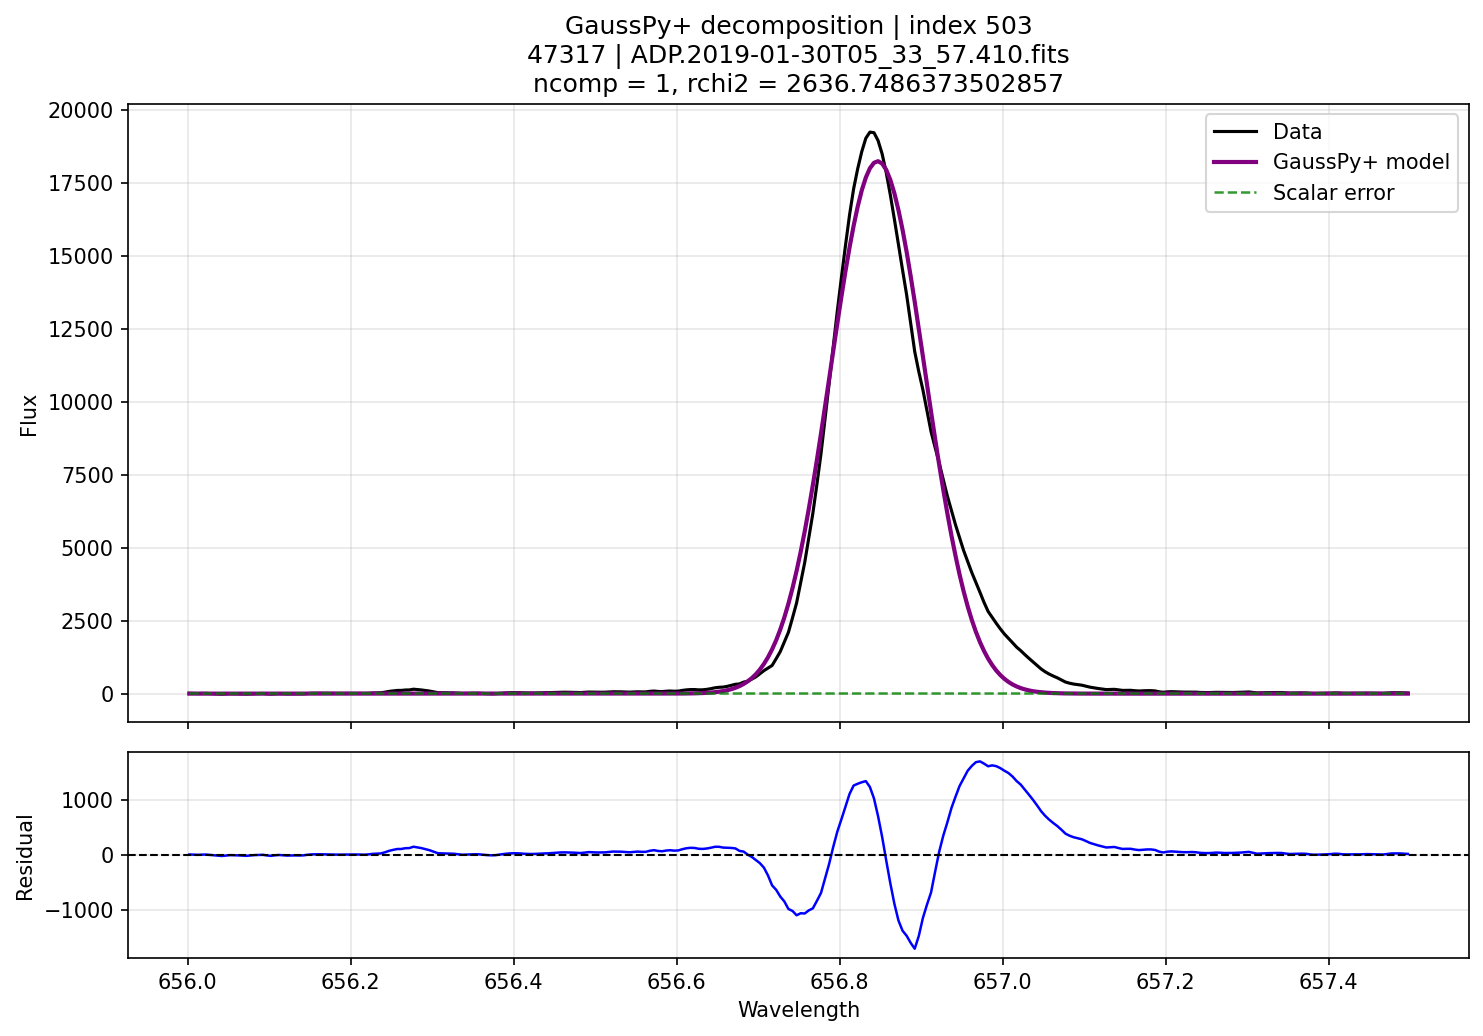 GaussPy+ decomposition | index 503
47317 | ADP.2019-01-30T05_33_57.410.fits
ncomp = 1, rchi2 = 2636.7486373502857
20000
17500
15000
12500
10000
7500
5000
2500
0
Flux
Data
GaussPy+ model
Scalar error
1000
0
−1000
Residual
656.0
656.2
656.4
656.6
656.8
657.0
657.2
657.4
Wavelength